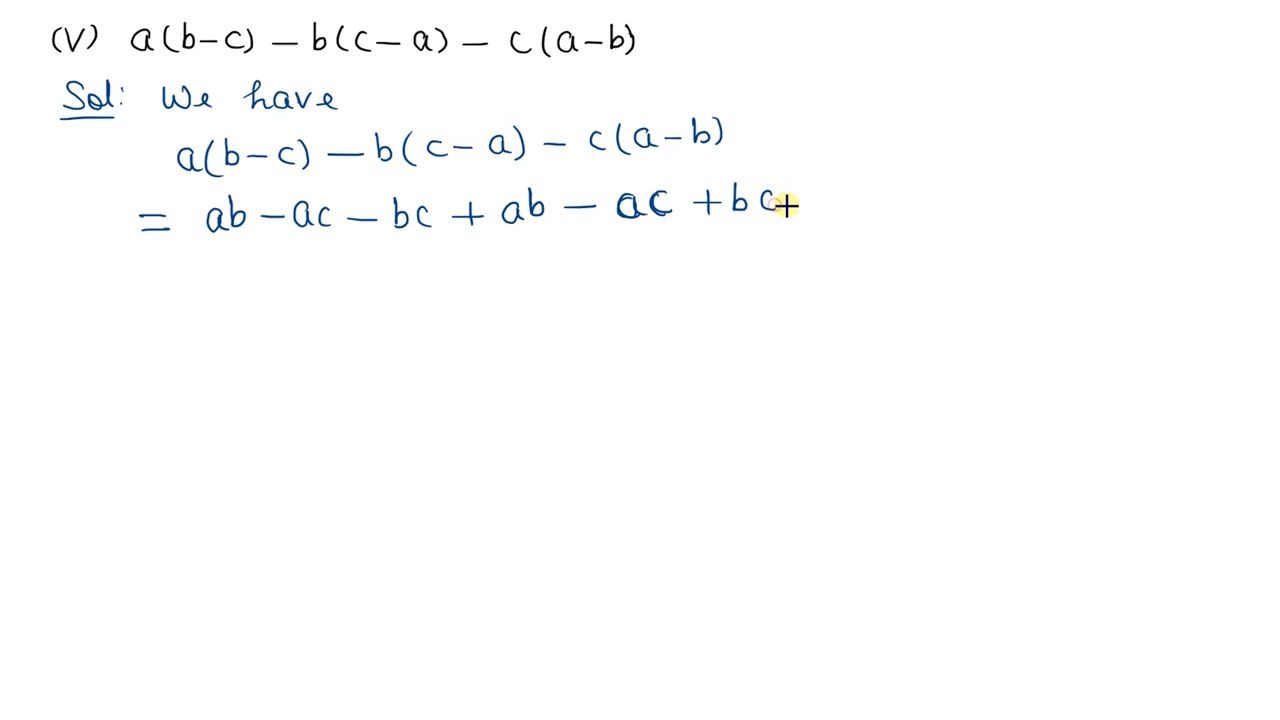 (V) a(b-c) - b(c-a) - c(a-b)
Sol: We have
a(b-c) - b(c-a) - c(a-b)
= ab - ac - bc + ab - ac + bc